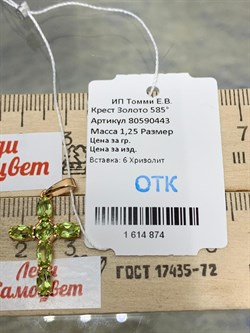 ИП Томми Е.В.
Крест Золото 585°
Артикул 80590443
Масса 1,25 Размер
Цена за гр.
Цена за изд.
Вставка: 6 Хризолит
ОТК
1 614 874
ГОСТ 17435-72
Леди
Самоцвет